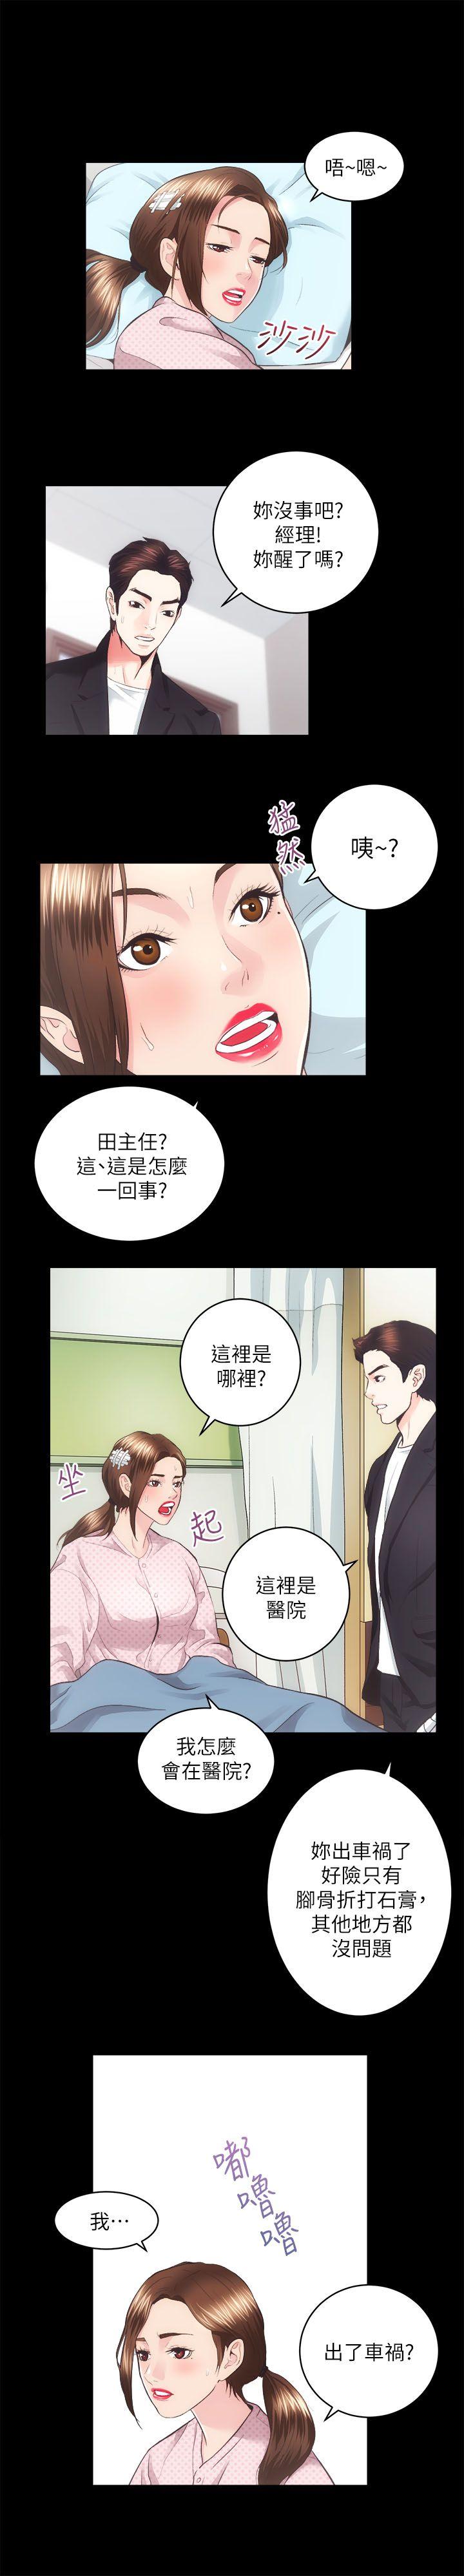 唔~嗯~
沙沙
妳沒事吧?
經理!
妳醒了嗎?
猛然
咦~?
田主任?
這、這是怎麼
一回事?
這裡是
哪裡?
坐起
這裡是
醫院
我怎麼
會在醫院?
妳出車禍了
好險只有
腳骨折打石膏,
其他地方都
沒問題
嘟嚕嚕
我…
出了車禍?